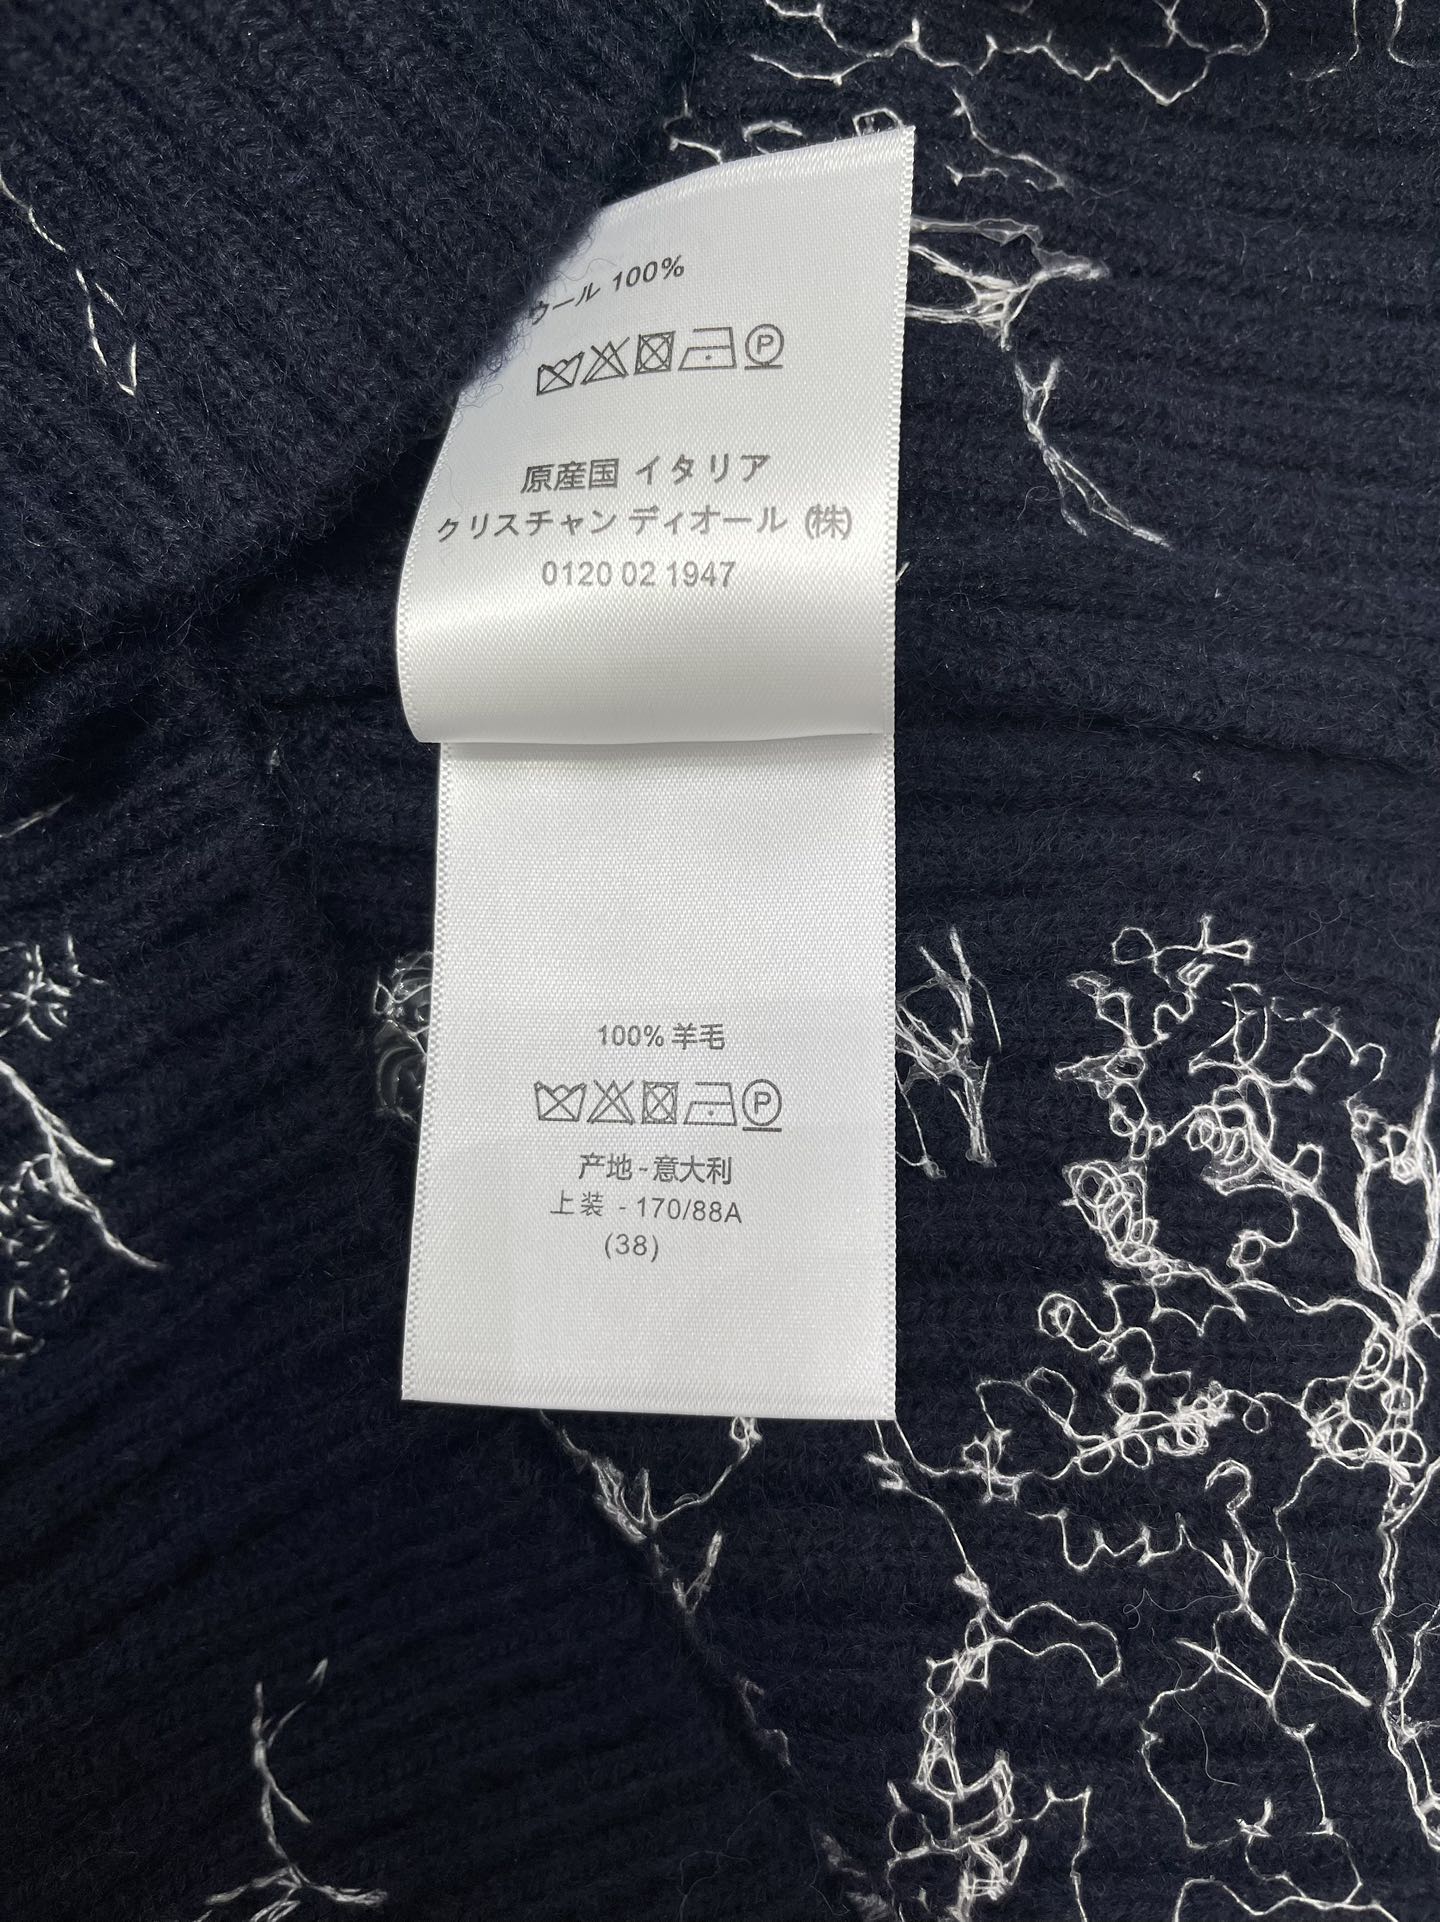 ウール 100%
原産国 イタリア
クリスチャン ディオール (株)
0120 02 1947
100% 羊毛
产地 - 意大利
上装 - 170/88A
(38)